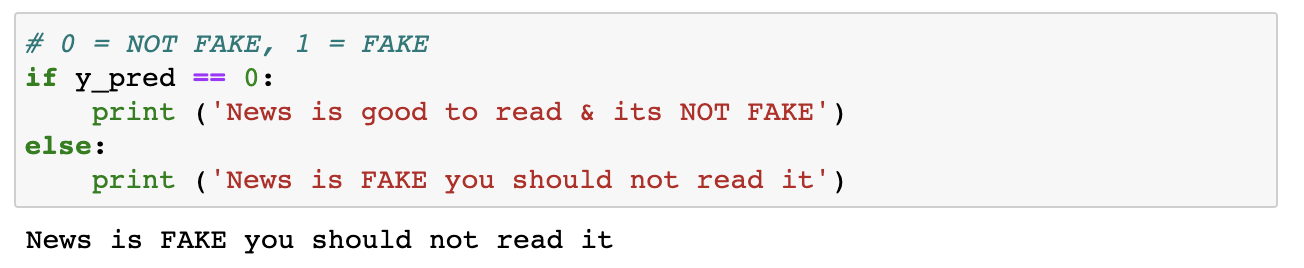 # 0 = NOT FAKE, 1 = FAKE
if y_pred == 0:
    print ('News is good to read & its NOT FAKE')
else:
    print ('News is FAKE you should not read it')
News is FAKE you should not read it